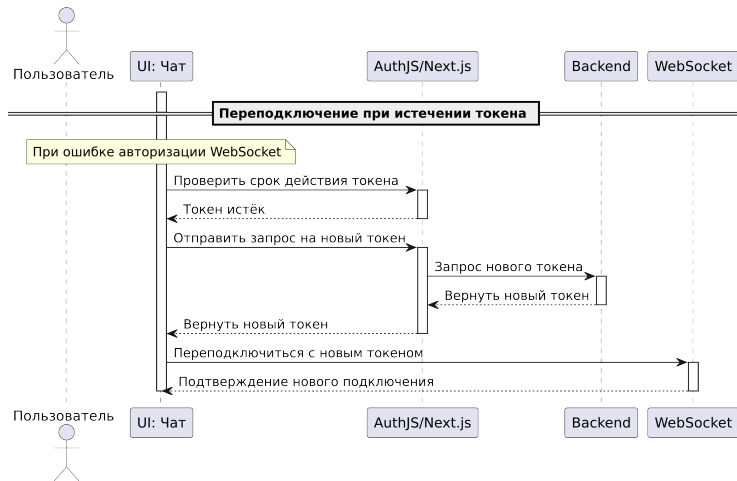 Пользователь
UI: Чат
AuthJS/Next.js
Backend
WebSocket
Переподключение при истечении токена
При ошибке авторизации WebSocket
Проверить срок действия токена
Токен истёк
Отправить запрос на новый токен
Запрос нового токена
Вернуть новый токен
Вернуть новый токен
Переподключиться с новым токеном
Подтверждение нового подключения
Пользователь
UI: Чат
AuthJS/Next.js
Backend
WebSocket